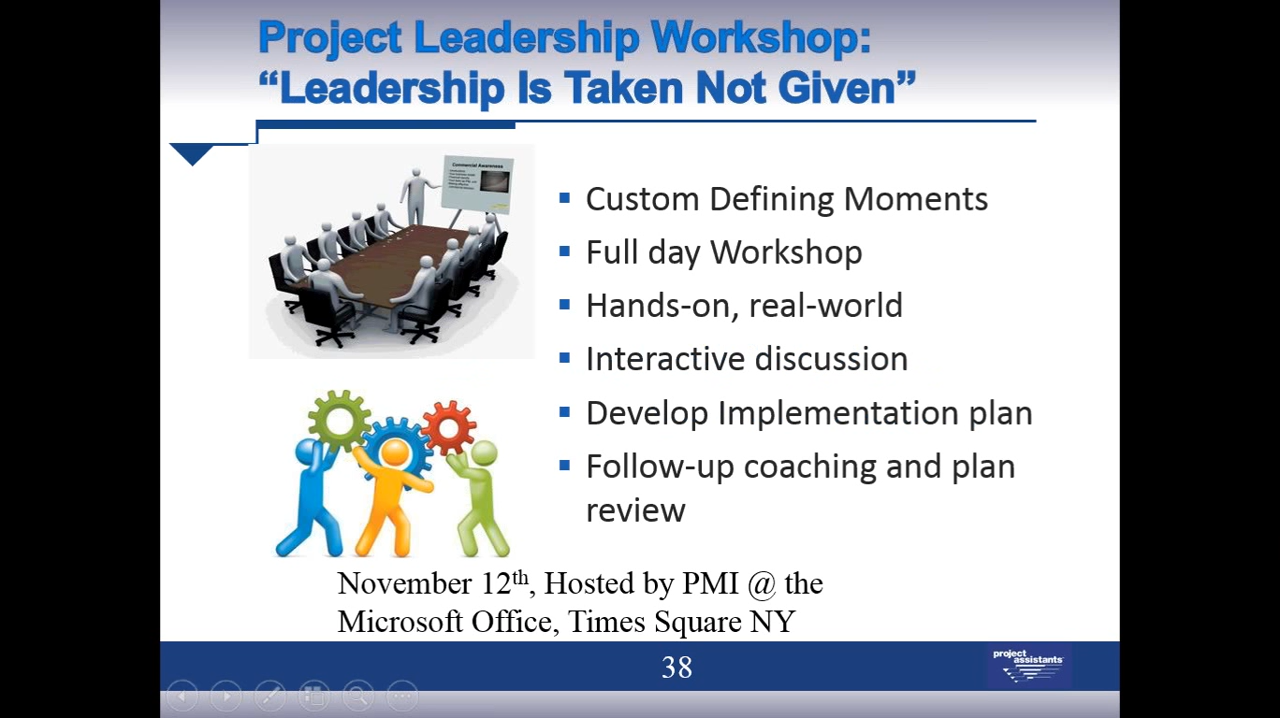 Project Leadership Workshop:
“Leadership Is Taken Not Given”
Commercial Awareness
Custom Defining Moments
Full day Workshop
Hands-on, real-world
Interactive discussion
Develop Implementation plan
Follow-up coaching and plan
review
November 12th, Hosted by PMI @ the
Microsoft Office, Times Square NY
38
project
assistants